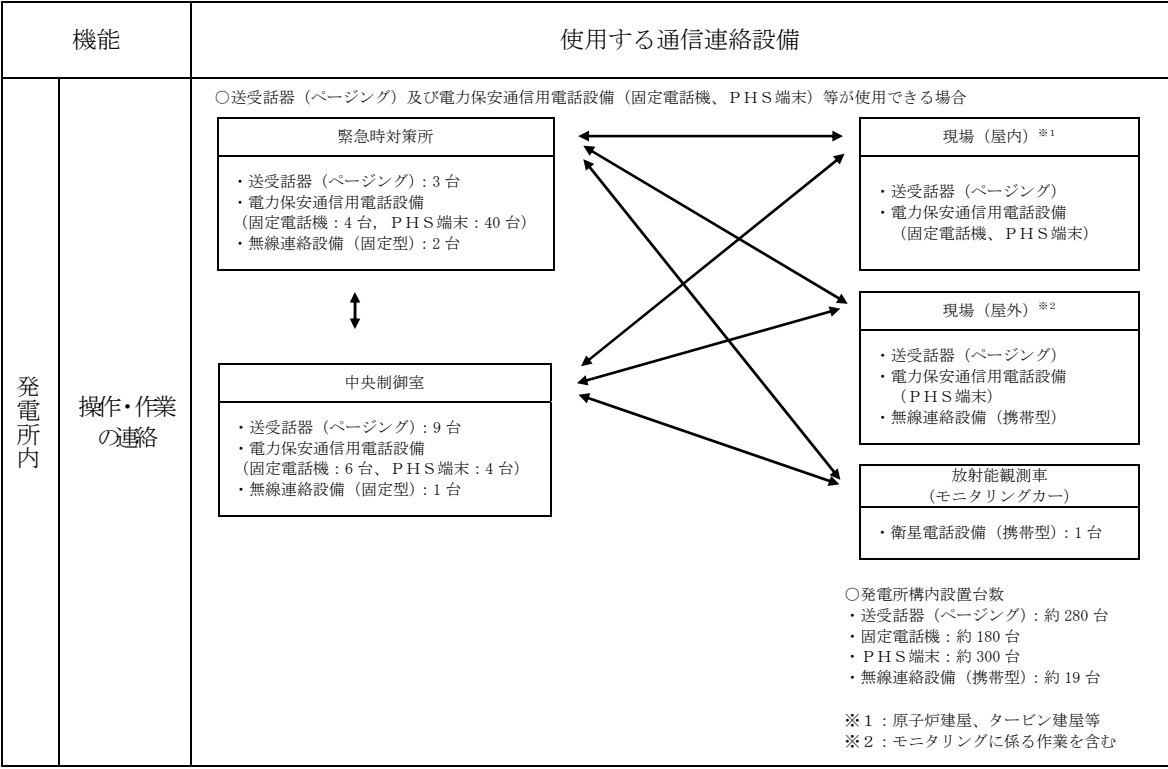 機能
使用する通信連絡設備
発電所内
操作・作業
の連絡
○送受話器（ページング）及び電力保安通信用電話設備（固定電話機、ＰＨＳ端末）等が使用できる場合
緊急時対策所
・送受話器（ページング）：3 台
・電力保安通信用電話設備
（固定電話機：4 台，ＰＨＳ端末：40 台）
・無線連絡設備（固定型）：2 台
中央制御室
・送受話器（ページング）：9 台
・電力保安通信用電話設備
（固定電話機：6 台、ＰＨＳ端末：4 台）
・無線連絡設備（固定型）：1 台
現場（屋内）※1
・送受話器（ページング）
・電力保安通信用電話設備
（固定電話機、ＰＨＳ端末）
現場（屋外）※2
・送受話器（ページング）
・電力保安通信用電話設備
（ＰＨＳ端末）
・無線連絡設備（携帯型）
放射能観測車
（モニタリングカー）
・衛星電話設備（携帯型）：1 台
○発電所構内設置台数
・送受話器（ページング）：約 280 台
・固定電話機：約 180 台
・ＰＨＳ端末：約 300 台
・無線連絡設備（携帯型）：約 19 台
※１：原子炉建屋、タービン建屋等
※２：モニタリングに係る作業を含む